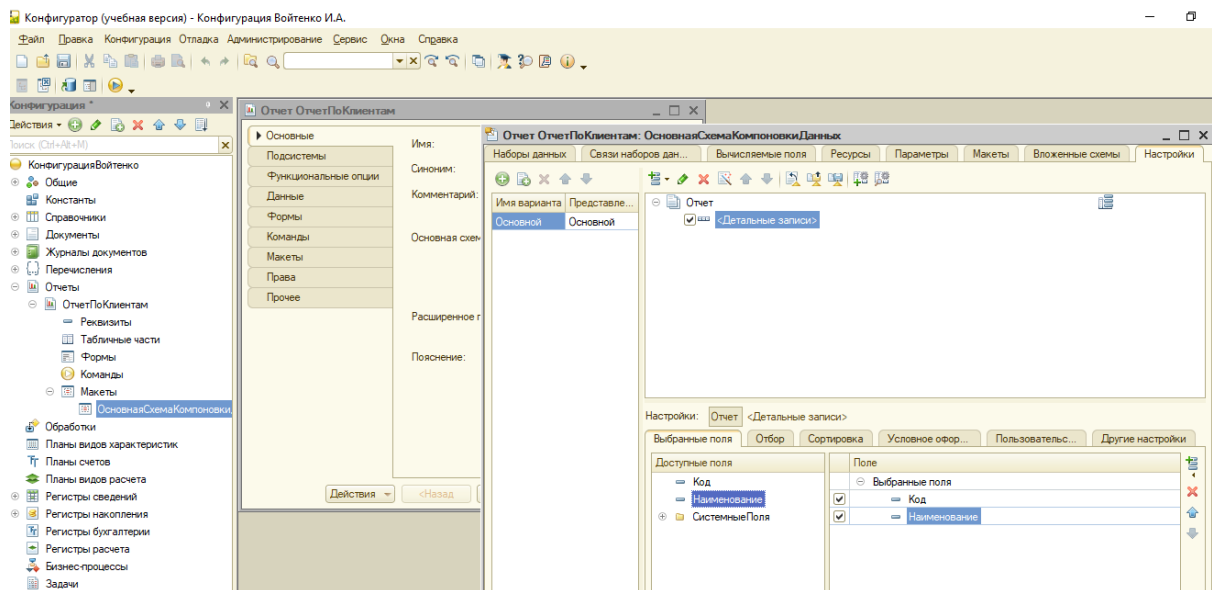 Конфигуратор (учебная версия) - Конфигурация Войтенко И.А.
Файл Правка Конфигурация Отладка Администрирование Сервис Окна Справка
Конфигурация *
Действия
Поиск (Ctrl+Alt+M)
КонфигурацияВойтенко
Общие
Константы
Справочники
Документы
Журналы документов
Перечисления
Отчеты
ОтчетПоКлиентам
Реквизиты
Табличные части
Формы
Команды
Макеты
ОсновнаяСхемаКомпоновки
Обработки
Планы видов характеристик
Планы счетов
Планы видов расчета
Регистры сведений
Регистры накопления
Регистры бухгалтерии
Регистры расчета
Бизнес-процессы
Задачи
Отчет ОтчетПоКлиентам
Основные
Подсистемы
Функциональные опции
Данные
Формы
Команды
Макеты
Права
Прочее
Имя:
Синоним:
Комментарий:
Основная схем
Расширенное п
Пояснение:
Действия <Назад
Отчет ОтчетПоКлиентам: ОсновнаяСхемаКомпоновкиДанных
Наборы данных Связи наборов дан... Вычисляемые поля Ресурсы Параметры Макеты Вложенные схемы Настройки
Имя варианта Представле...
Основной Основной
Отчет
<Детальные записи>
Настройки: Отчет <Детальные записи>
Выбранные поля Отбор Сортировка Условное офор... Пользовательс... Другие настройки
Доступные поля
Код
Наименование
СистемныеПоля
Поле
Выбранные поля
Код
Наименование